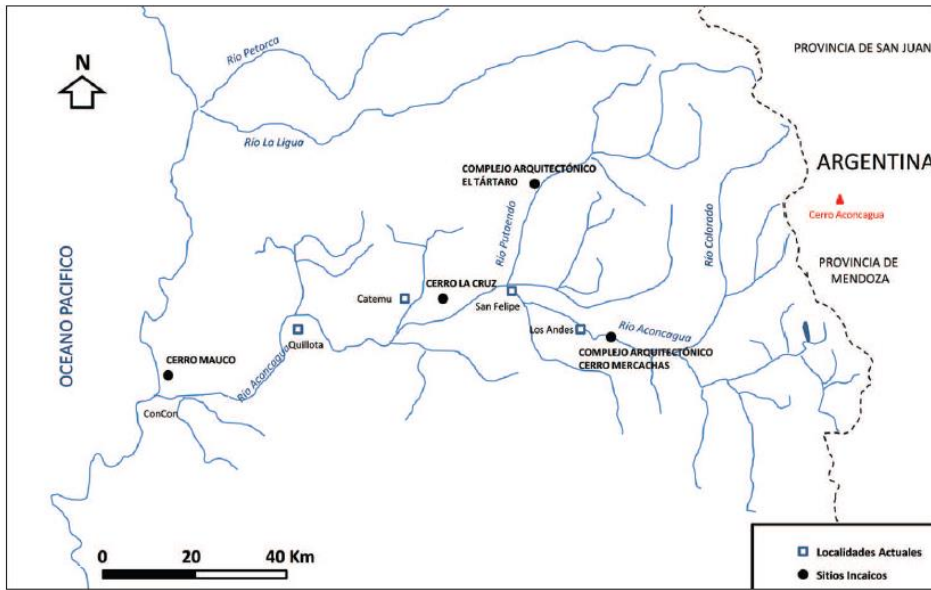 N
Río Petorca
PROVINCIA DE SAN JUAN
Río La Ligua
COMPLEJO ARQUITECTÓNICO
EL TÁRTARO
ARGENTINA
Cerro Aconcagua
Río Putaendo
Río Colorado
OCEANO PACIFICO
PROVINCIA DE
MENDOZA
CERRO LA CRUZ
Catemu
San Felipe
Los Andes
Río Aconcagua
Quillota
COMPLEJO ARQUITECTÓNICO
CERRO MERCACHAS
CERRO MAUCO
Río Aconcagua
ConCon
0 20 40 Km
Localidades Actuales
Sitios Incaicos